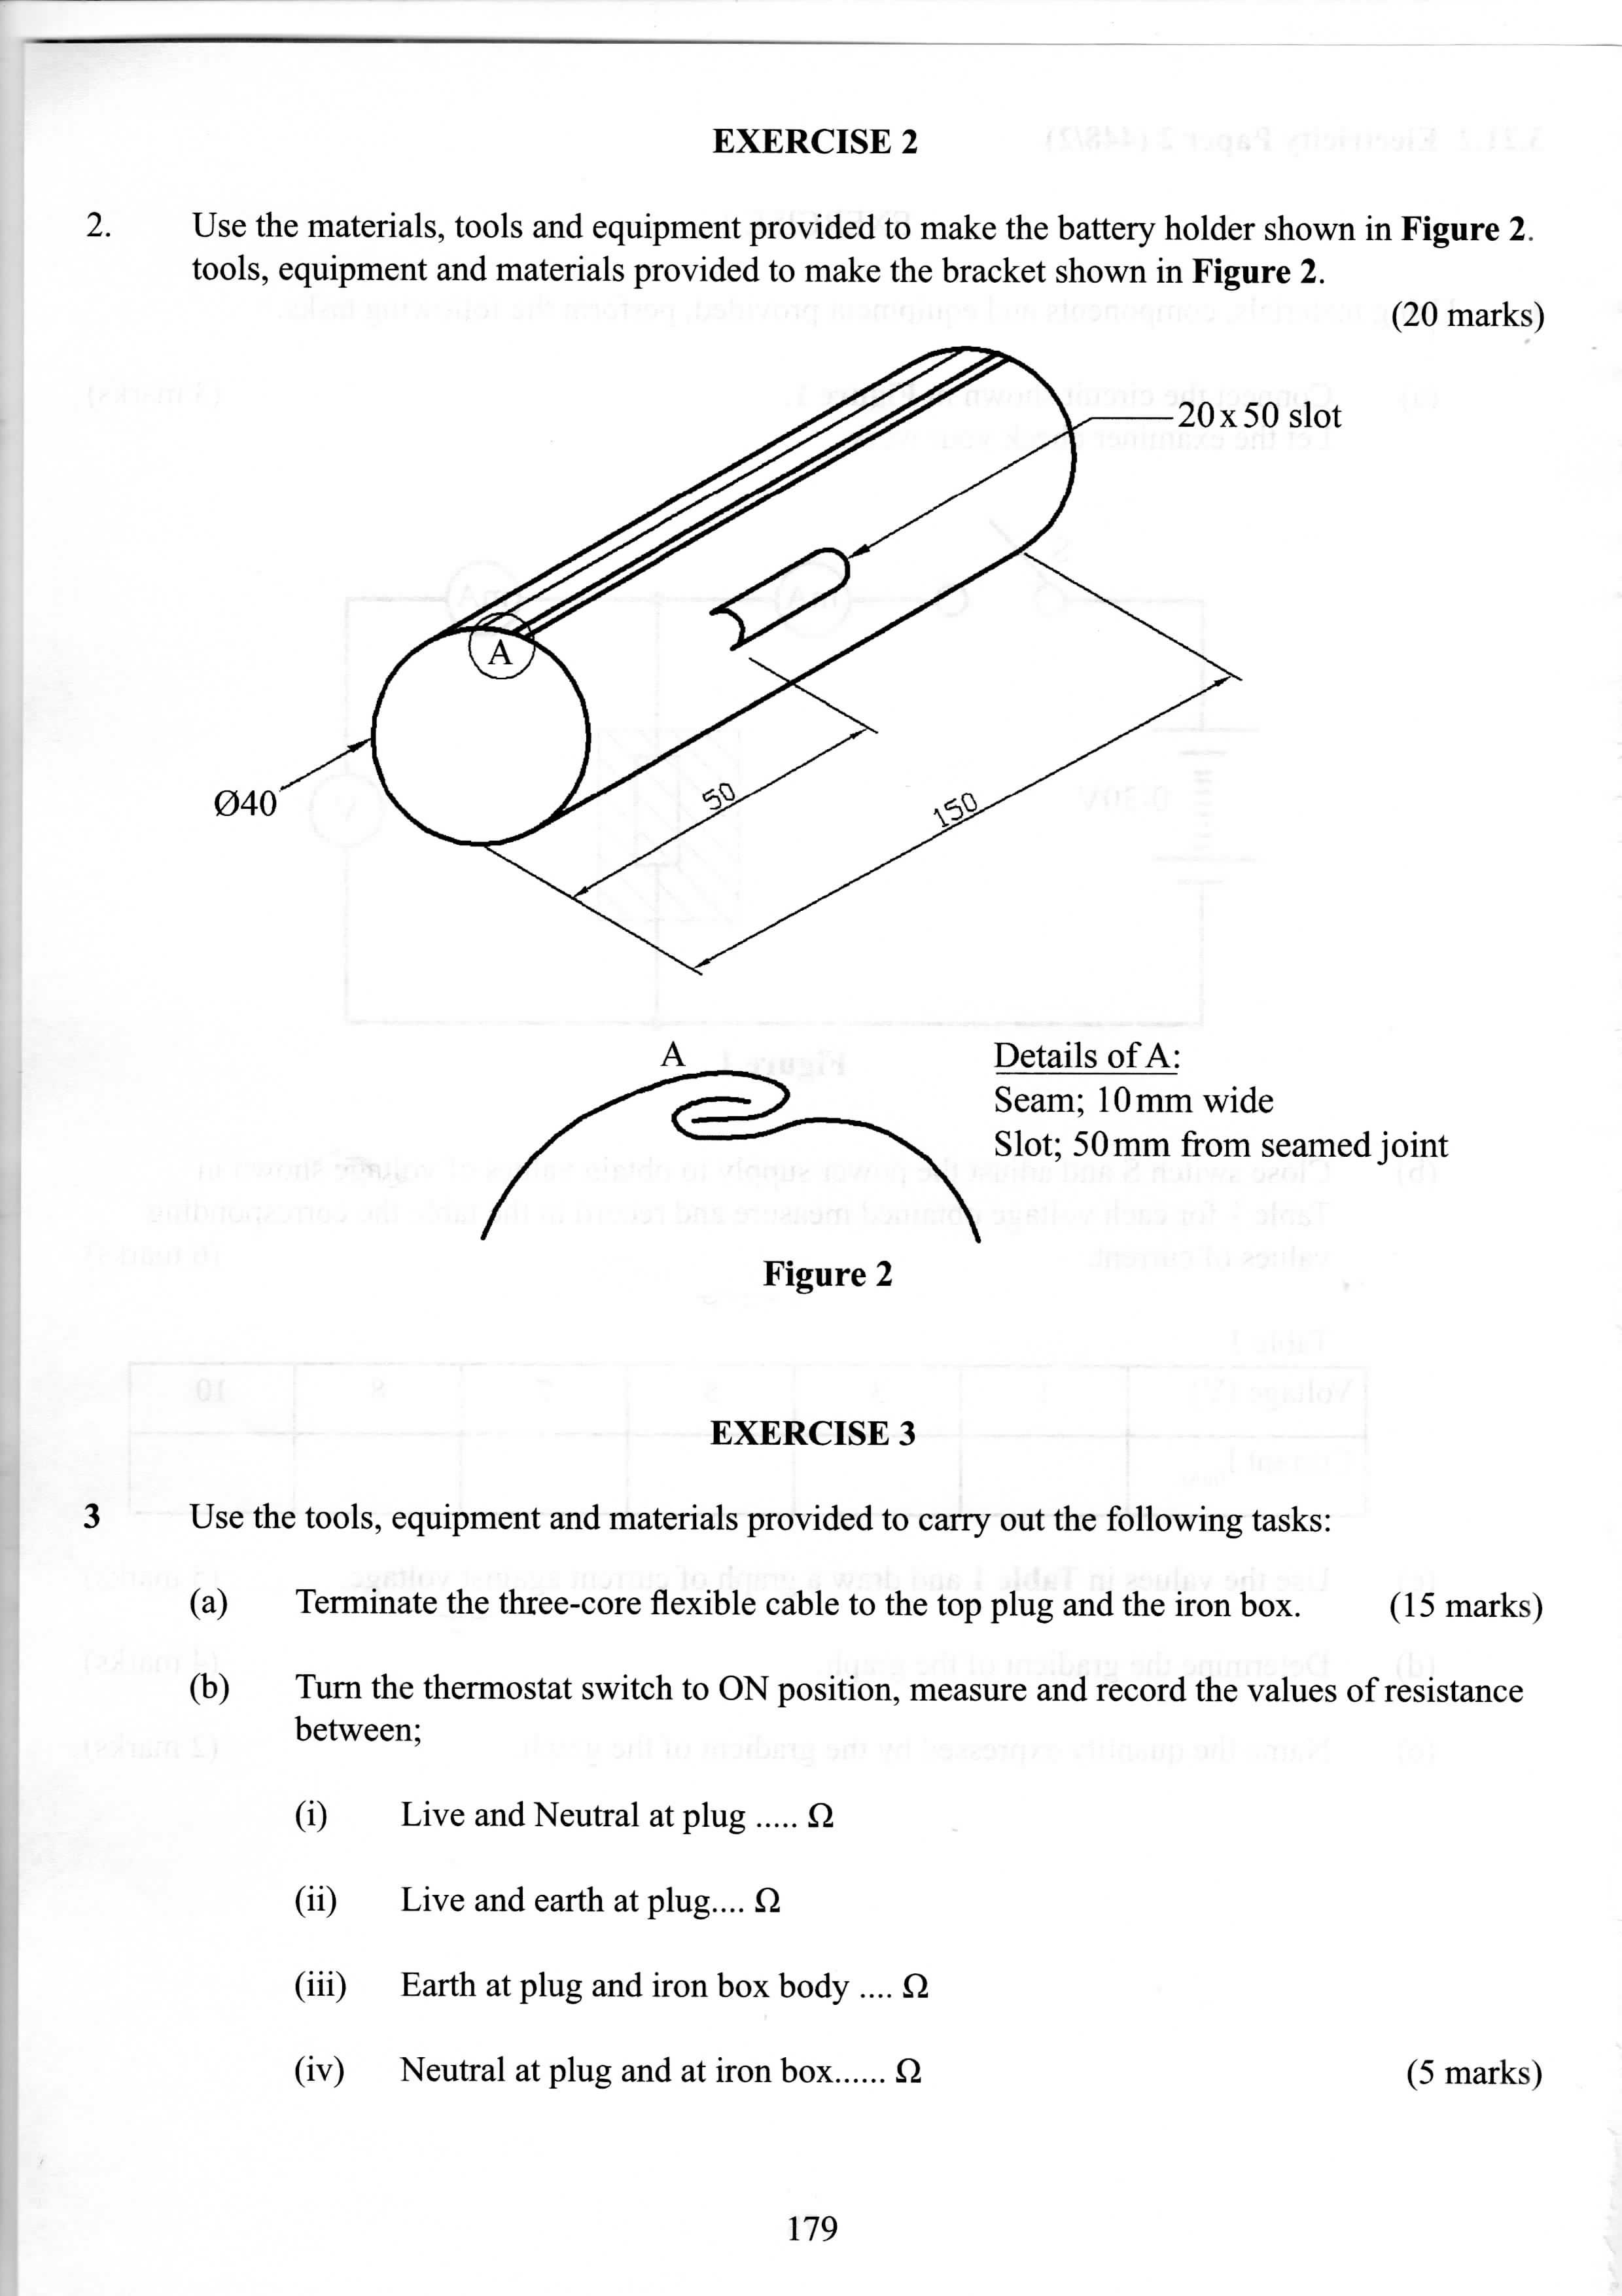 EXERCISE 2
2. Use the materials, tools and equipment provided to make the battery holder shown in Figure 2.
tools, equipment and materials provided to make the bracket shown in Figure 2.
(20 marks)
20x50 slot
A
Ø40
50
150
A
Details of A:
Seam; 10mm wide
Slot; 50mm from seamed joint
Figure 2
EXERCISE 3
3 Use the tools, equipment and materials provided to carry out the following tasks:
(a) Terminate the three-core flexible cable to the top plug and the iron box. (15 marks)
(b) Turn the thermostat switch to ON position, measure and record the values of resistance
between;
(i) Live and Neutral at plug ..... Ω
(ii) Live and earth at plug.... Ω
(iii) Earth at plug and iron box body .... Ω
(iv) Neutral at plug and at iron box...... Ω (5 marks)
179